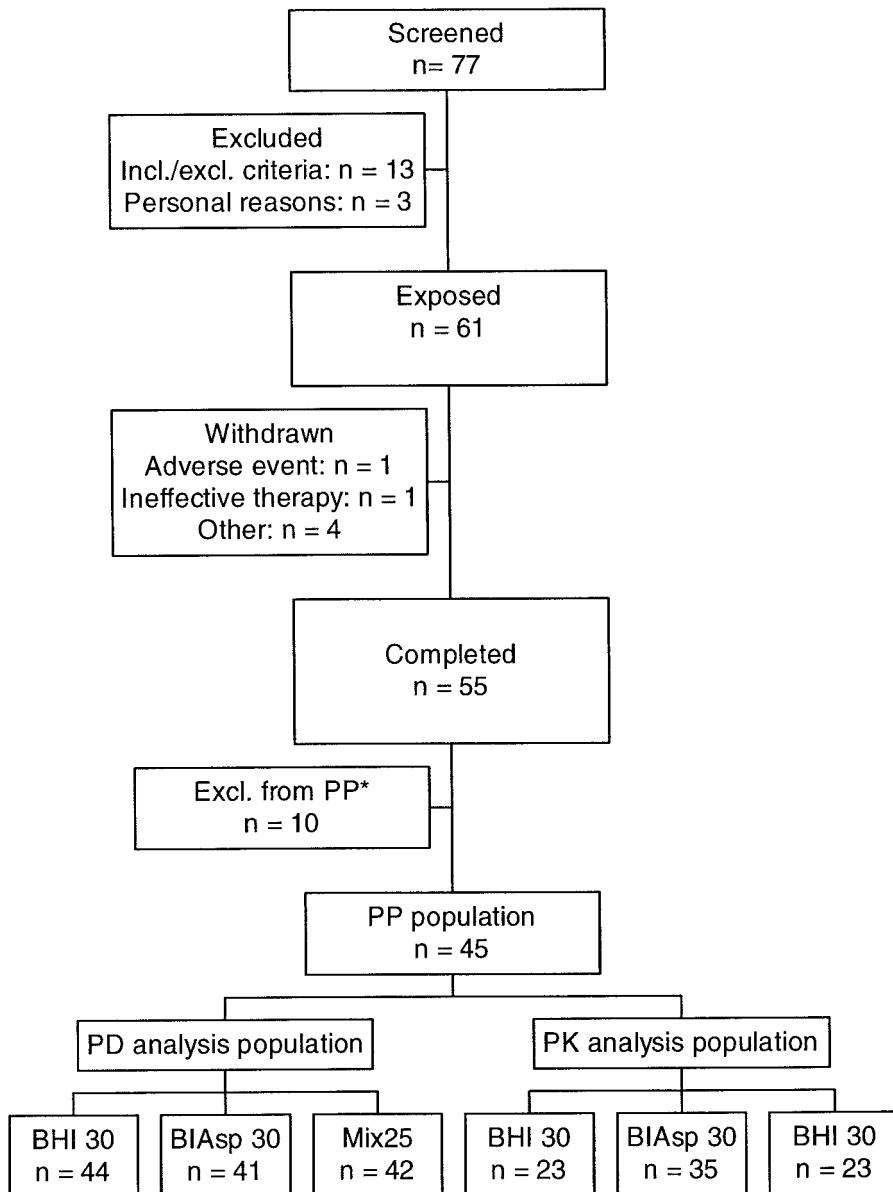 Screened
n= 77
Excluded
Incl./excl. criteria: n = 13
Personal reasons: n = 3
Exposed
n = 61
Withdrawn
Adverse event: n = 1
Ineffective therapy: n = 1
Other: n = 4
Completed
n = 55
Excl. from PP*
n = 10
PP population
n = 45
PD analysis population
PK analysis population
BHI 30
n = 44
BIAsp 30
n = 41
Mix25
n = 42
BHI 30
n = 23
BIAsp 30
n = 35
BHI 30
n = 23